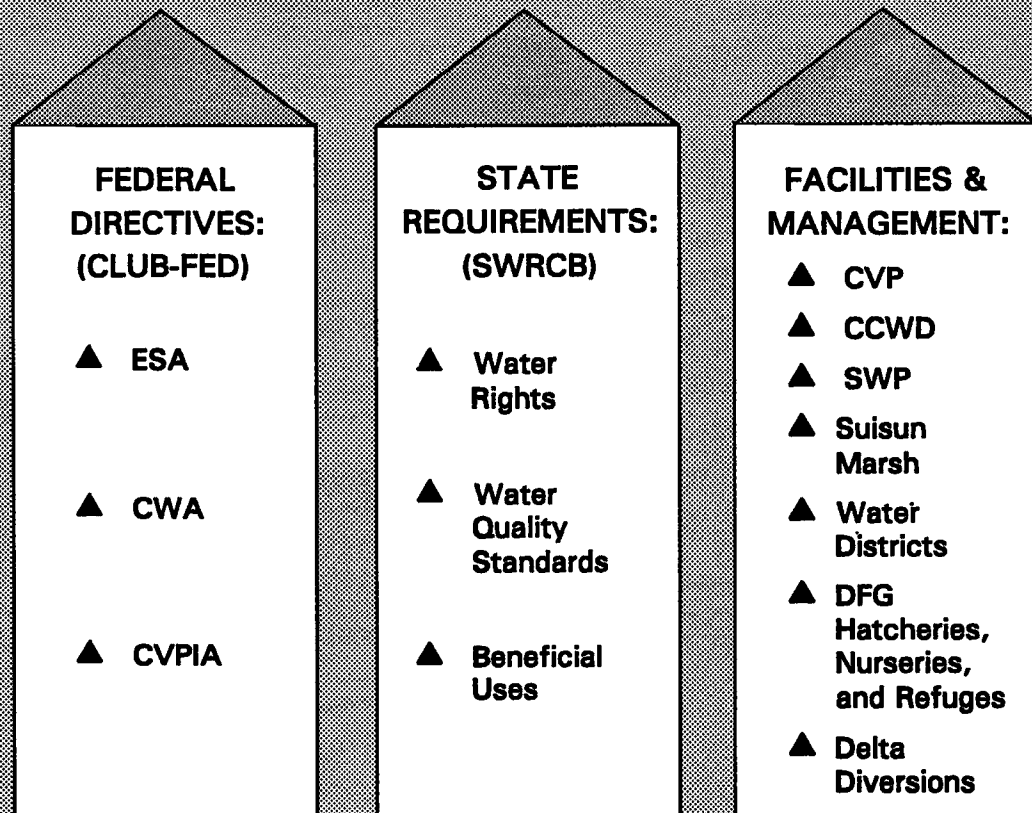 FEDERAL
DIRECTIVES:
(CLUB-FED)
▲ ESA
▲ CWA
▲ CVPIA
STATE
REQUIREMENTS:
(SWRCB)
▲ Water
Rights
▲ Water
Quality
Standards
▲ Beneficial
Uses
FACILITIES &
MANAGEMENT:
▲ CVP
▲ CCWD
▲ SWP
▲ Suisun
Marsh
▲ Water
Districts
▲ DFG
Hatcheries,
Nurseries,
and Refuges
▲ Delta
Diversions